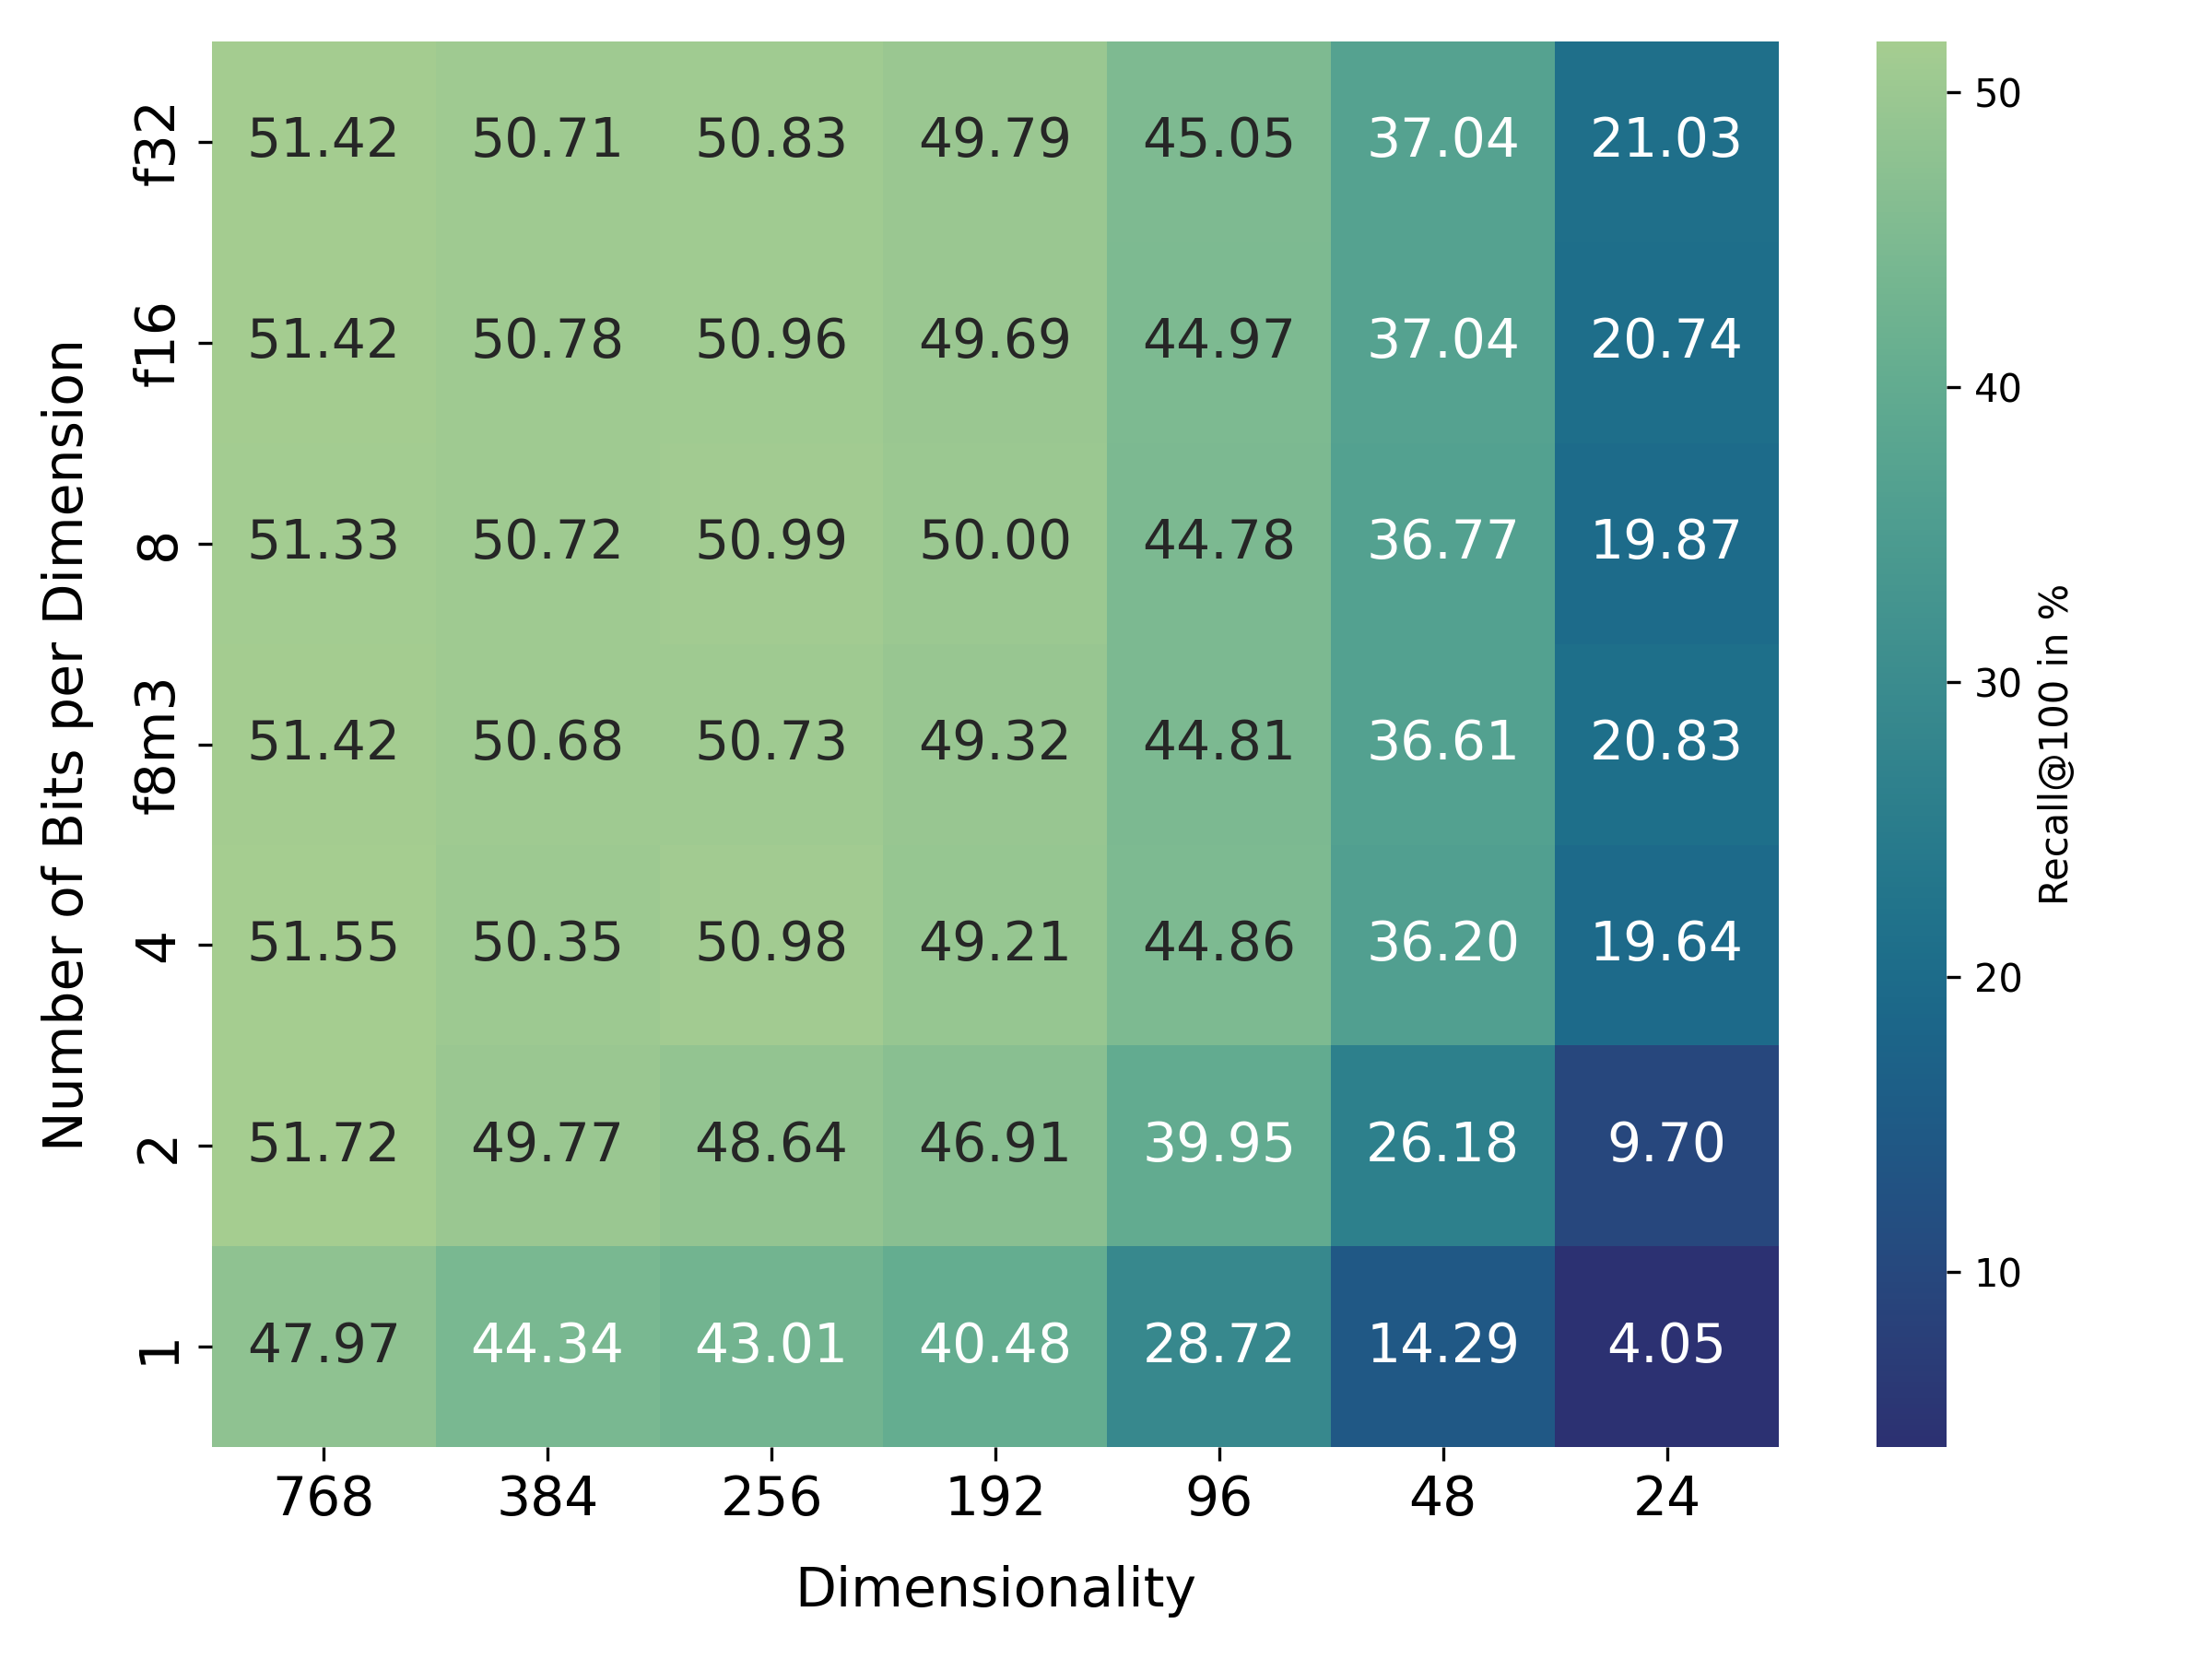 Number of Bits per Dimension
f32 51.42 50.71 50.83 49.79 45.05 37.04 21.03
f16 51.42 50.78 50.96 49.69 44.97 37.04 20.74
8 51.33 50.72 50.99 50.00 44.78 36.77 19.87
f8m3 51.42 50.68 50.73 49.32 44.81 36.61 20.83
4 51.55 50.35 50.98 49.21 44.86 36.20 19.64
2 51.72 49.77 48.64 46.91 39.95 26.18 9.70
1 47.97 44.34 43.01 40.48 28.72 14.29 4.05
768 384 256 192 96 48 24
Dimensionality
50
40
30
20
10
Recall@100 in %